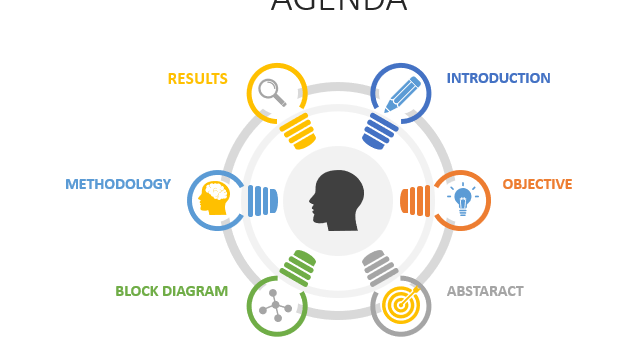 AGENDA
RESULTS
INTRODUCTION
METHODOLOGY
OBJECTIVE
BLOCK DIAGRAM
ABSTARACT